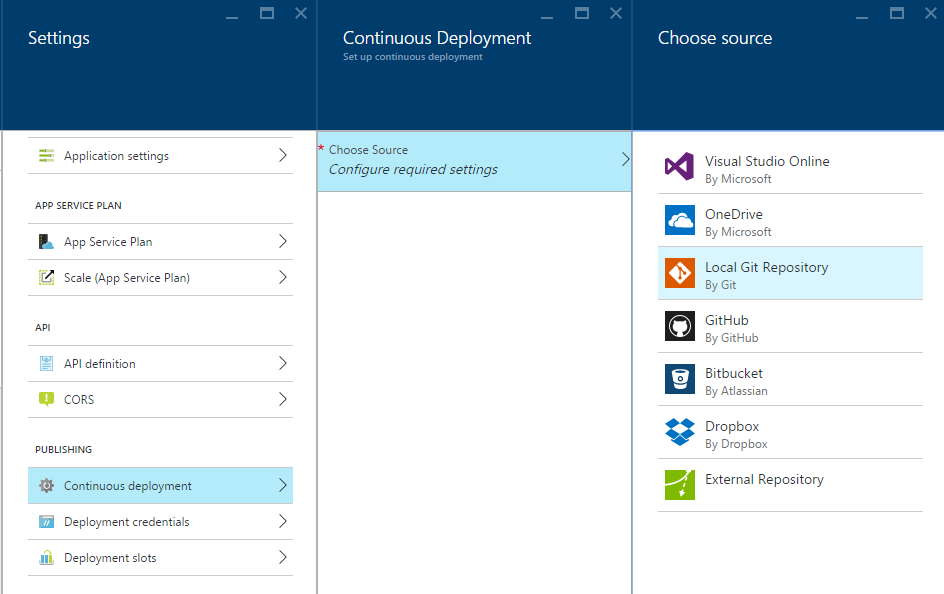 Settings
Application settings
APP SERVICE PLAN
App Service Plan
Scale (App Service Plan)
API
API definition
CORS
PUBLISHING
Continuous deployment
Deployment credentials
Deployment slots
Continuous Deployment
Set up continuous deployment
* Choose Source
Configure required settings
Choose source
Visual Studio Online
By Microsoft
OneDrive
By Microsoft
Local Git Repository
By Git
GitHub
By GitHub
Bitbucket
By Atlassian
Dropbox
By Dropbox
External Repository